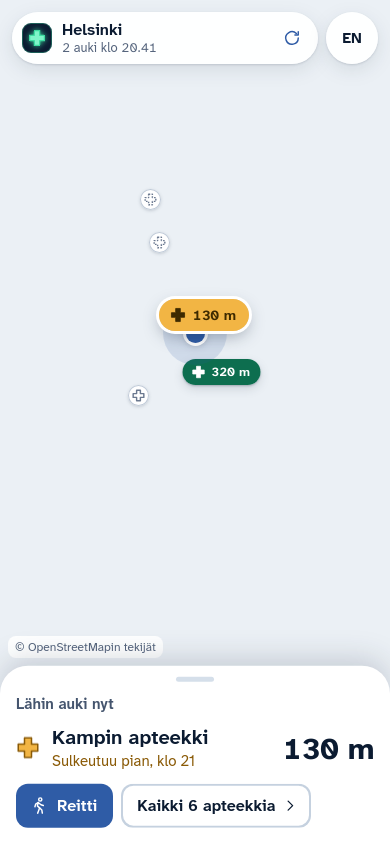 Helsinki
2 auki klo 20.41
EN
130 m
320 m
© OpenStreetMapin tekijät
Lähin auki nyt
Kampin apteekki
Sulkeutuu pian, klo 21
130 m
Reitti
Kaikki 6 apteekkia